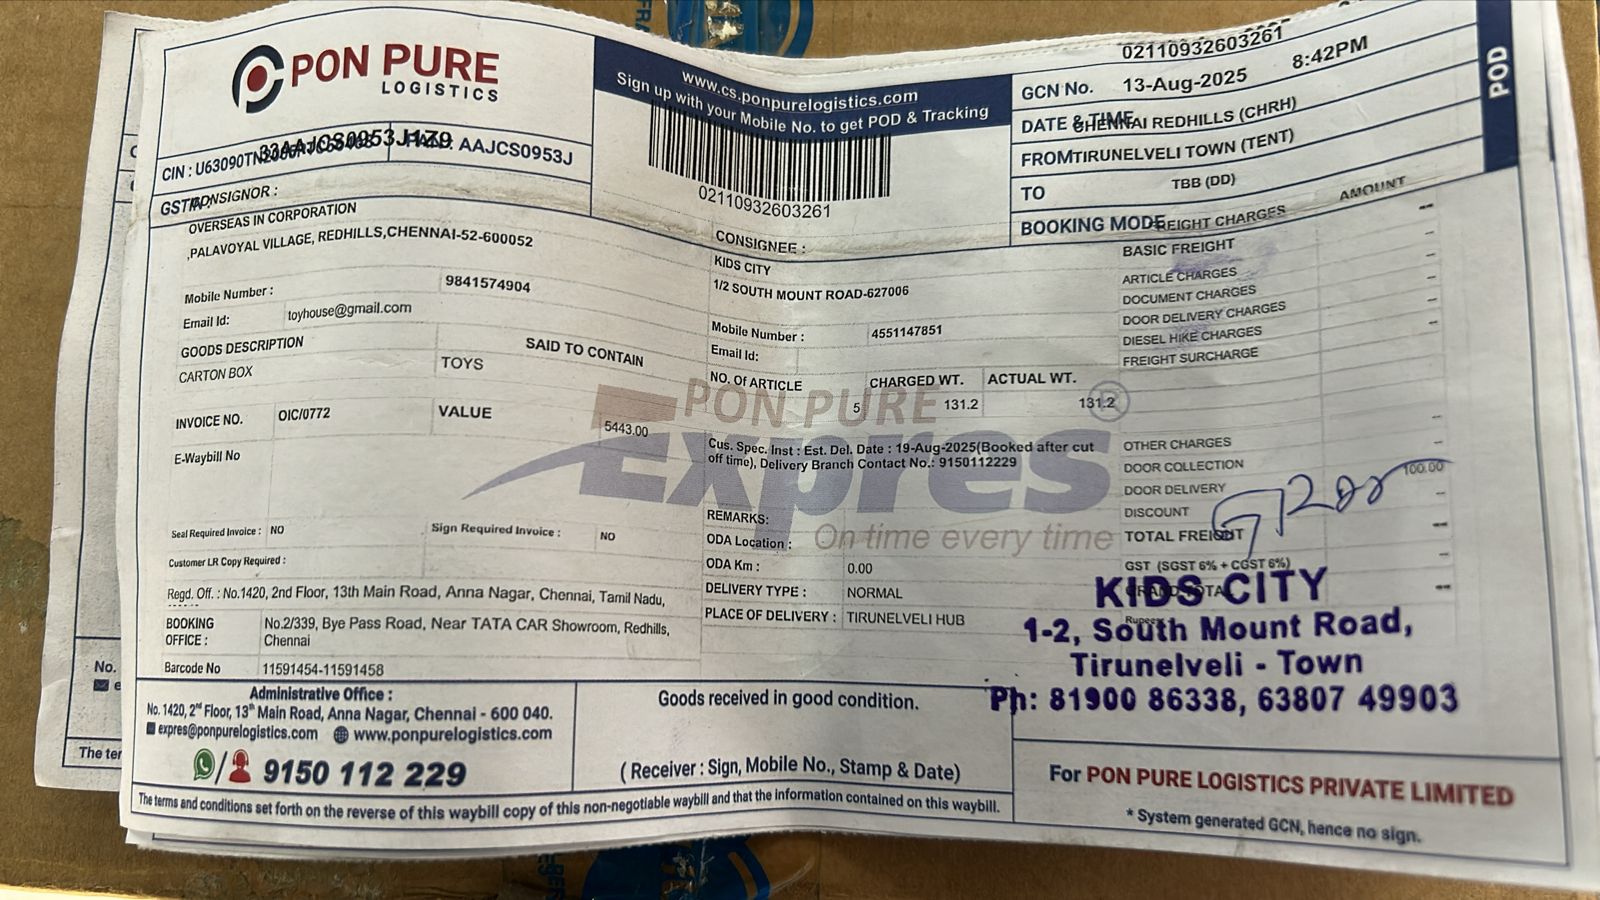 PON PURE
LOGISTICS
CIN : U63090TN PAN : AAJCS0953J
33AAJCS0953J1Z9
GSTIN:
www.cs.ponpurelogistics.com
Sign up with your Mobile No. to get POD & Tracking
02110932603261
02110932603261
GCN No. 13-Aug-2025 8:42PM
DATE & TIME CHENNAI REDHILLS (CHRH)
FROM TIRUNELVELI TOWN (TENT)
TO TBB (DD)
BOOKING MODE
POD
CONSIGNOR :
OVERSEAS IN CORPORATION
,PALAVOYAL VILLAGE, REDHILLS,CHENNAI-52-600052
Mobile Number : 9841574904
Email Id: toyhouse@gmail.com
GOODS DESCRIPTION SAID TO CONTAIN
CARTON BOX TOYS
INVOICE NO. OIC/0772 VALUE 5443.00
E-Waybill No
Seal Required Invoice : NO Sign Required Invoice : NO
Customer LR Copy Required :
Regd. Off. : No.1420, 2nd Floor, 13th Main Road, Anna Nagar, Chennai, Tamil Nadu,
BOOKING OFFICE : No.2/339, Bye Pass Road, Near TATA CAR Showroom, Redhills,
Chennai
Barcode No 11591454-11591458
CONSIGNEE :
KIDS CITY
1/2 SOUTH MOUNT ROAD-627006
Mobile Number : 4551147851
Email Id:
NO. Of ARTICLE CHARGED WT. ACTUAL WT.
5 131.2 131.2
PON PURE
Expres
On time every time
Cus. Spec. Inst : Est. Del. Date : 19-Aug-2025(Booked after cut
off time), Delivery Branch Contact No.: 9150112229
REMARKS:
ODA Location :
ODA Km : 0.00
DELIVERY TYPE : NORMAL
PLACE OF DELIVERY : TIRUNELVELI HUB
FREIGHT CHARGES AMOUNT
BASIC FREIGHT --
ARTICLE CHARGES --
DOCUMENT CHARGES --
DOOR DELIVERY CHARGES --
DIESEL HIKE CHARGES --
FREIGHT SURCHARGE
OTHER CHARGES --
DOOR COLLECTION --
DOOR DELIVERY 100.00
DISCOUNT --
TOTAL FREIGHT --
GST (SGST 6% + CGST 6%)
GRAND TOTAL --
Rupees
KIDS CITY
1-2, South Mount Road,
Tirunelveli - Town
Ph: 81900 86338, 63807 49903
Administrative Office :
No. 1420, 2nd Floor, 13th Main Road, Anna Nagar, Chennai - 600 040.
expres@ponpurelogistics.com www.ponpurelogistics.com
9150 112 229
Goods received in good condition.
( Receiver : Sign, Mobile No., Stamp & Date)
The terms and conditions set forth on the reverse of this waybill copy of this non-negotiable waybill and that the information contained on this waybill.
For PON PURE LOGISTICS PRIVATE LIMITED
* System generated GCN, hence no sign.
No.
The ter